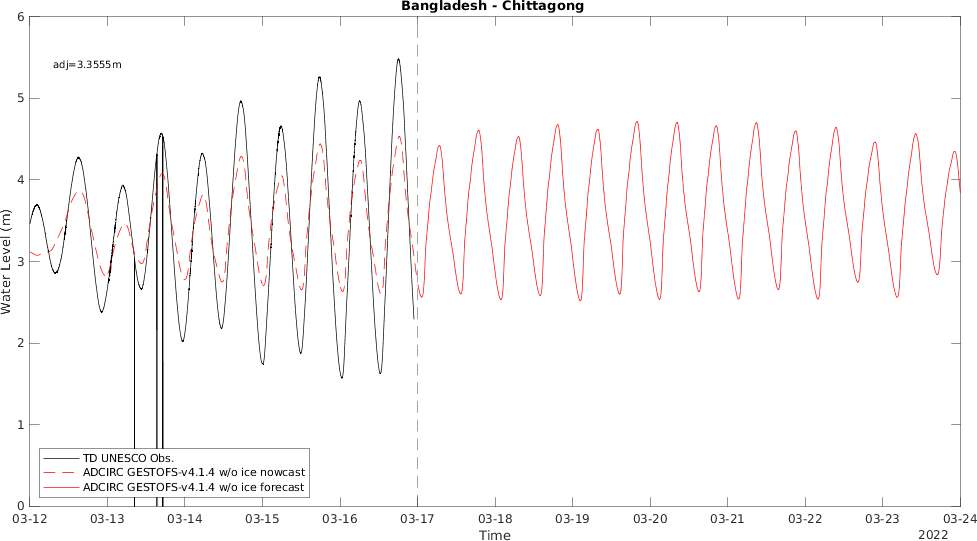 Bangladesh - Chittagong
adj=3.3555m
Water Level (m)
6
5
4
3
2
1
0
TD UNESCO Obs.
ADCIRC GESTOFS-v4.1.4 w/o ice nowcast
ADCIRC GESTOFS-v4.1.4 w/o ice forecast
03-12 03-13 03-14 03-15 03-16 03-17 03-18 03-19 03-20 03-21 03-22 03-23 03-24
Time
2022